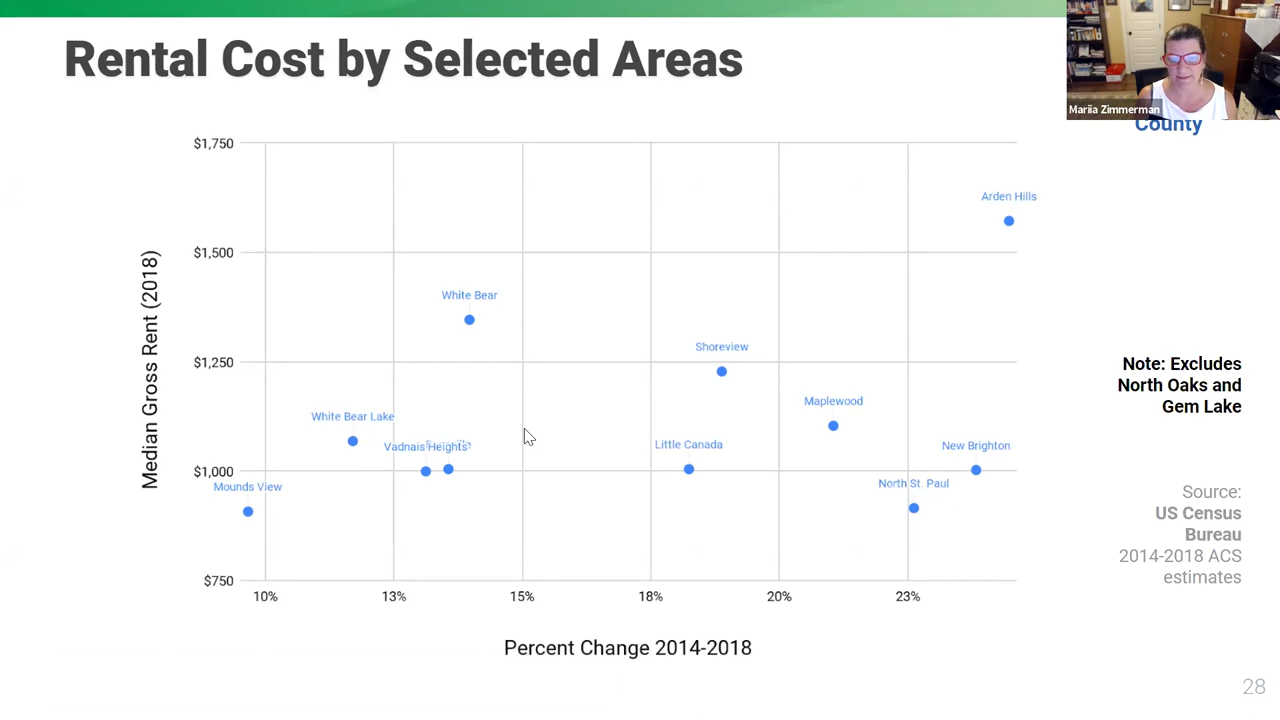 Rental Cost by Selected Areas
Mariia Zimmerman
County
$1,750
$1,500
$1,250
$1,000
$750
Median Gross Rent (2018)
Arden Hills
White Bear
Shoreview
Maplewood
White Bear Lake
Vadnais Heights
Little Canada
New Brighton
Mounds View
North St. Paul
10%
13%
15%
18%
20%
23%
Percent Change 2014-2018
Note: Excludes
North Oaks and
Gem Lake
Source:
US Census
Bureau
2014-2018 ACS
estimates
28